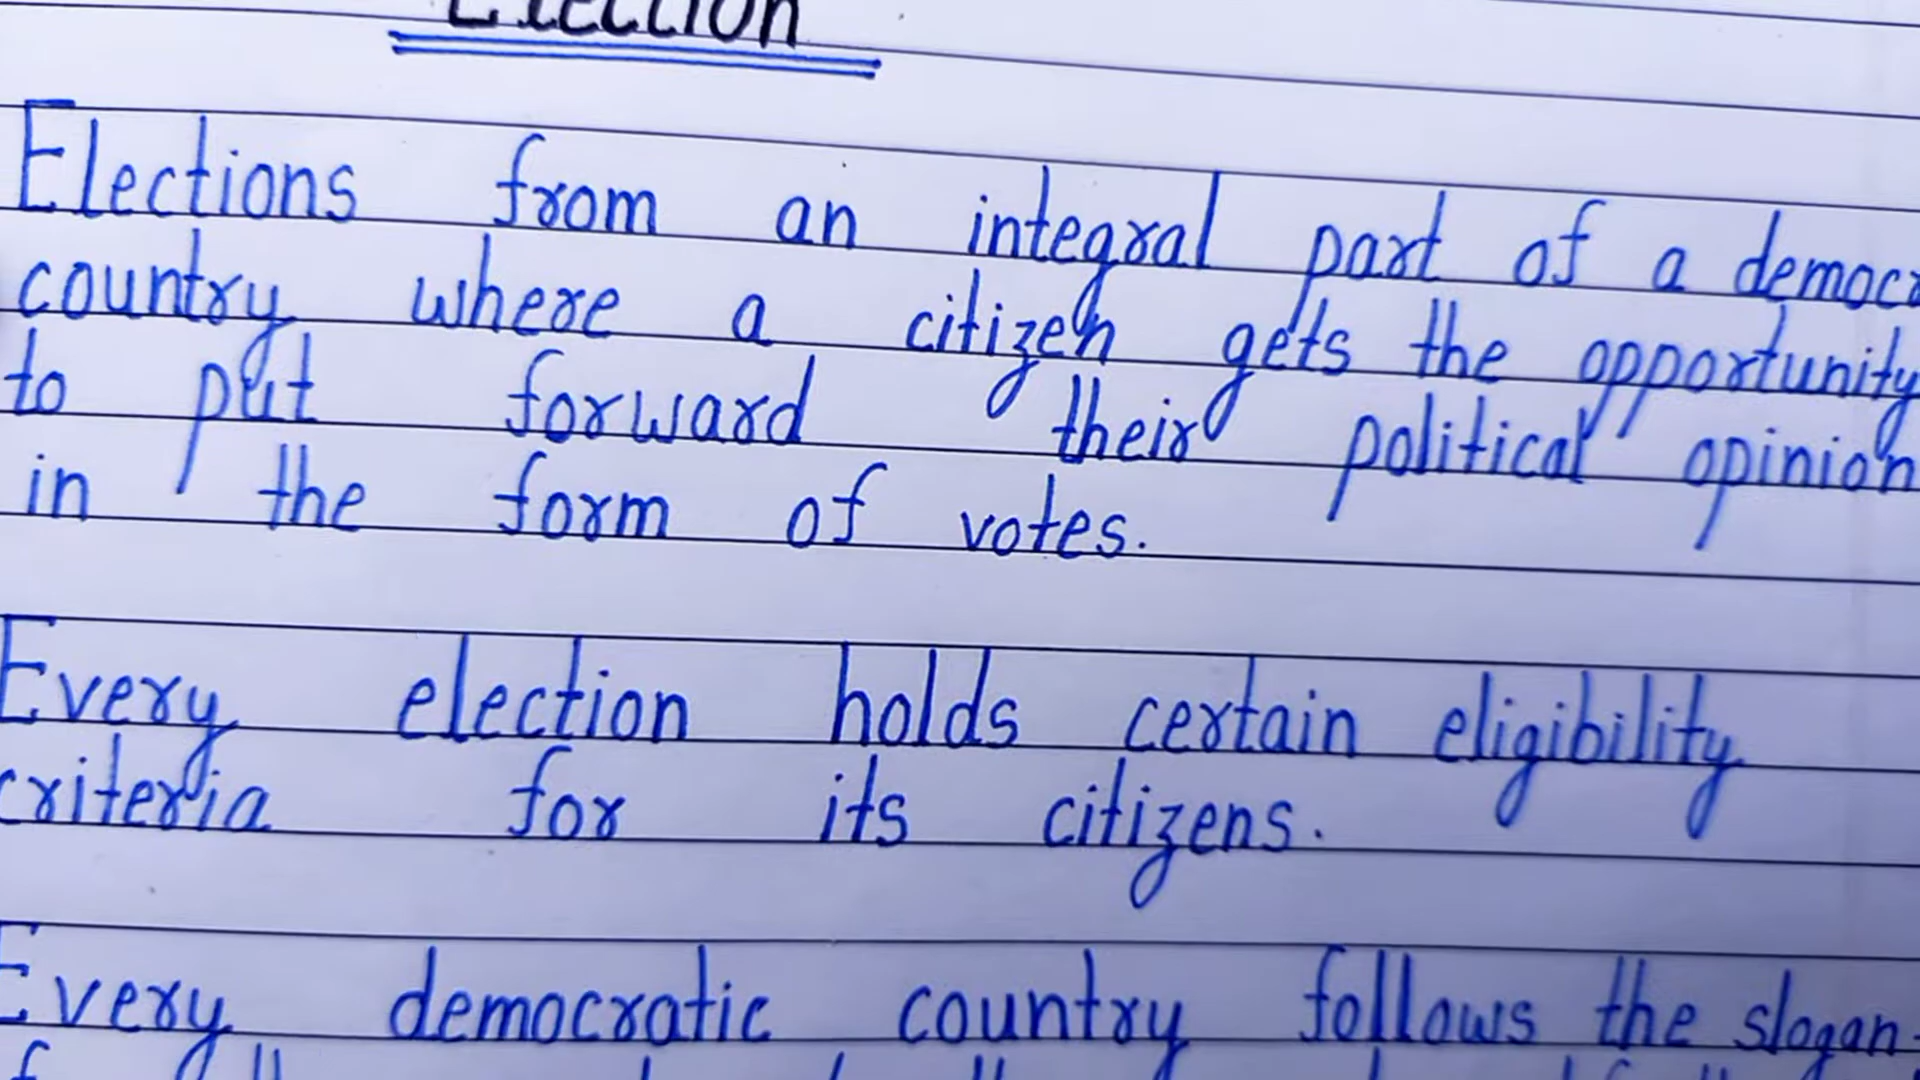 Election
Elections from an integral part of a democr
country where a citizen gets the opportunity
to put forward their political opinion
in the form of votes.
Every election holds certain eligibility
criteria for its citizens.
Every democratic country follows the slogan